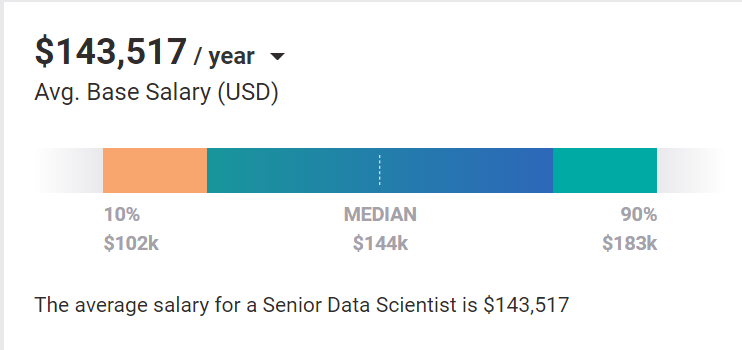 $143,517 / year
Avg. Base Salary (USD)
10% MEDIAN 90%
$102k $144k $183k
The average salary for a Senior Data Scientist is $143,517